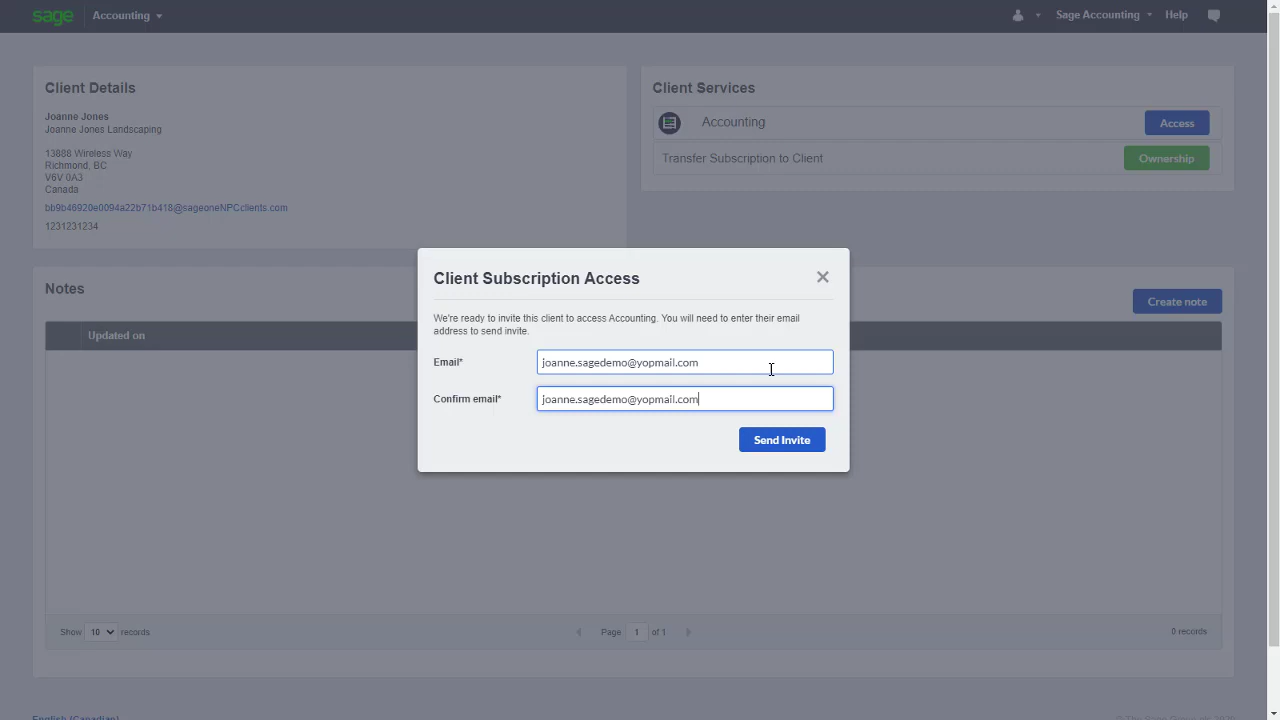 sage Accounting Sage Accounting Help
Client Details
Joanne Jones
Joanne Jones Landscaping
13888 Wireless Way
Richmond, BC
V6V 0A3
Canada
bb9b46920e0094a22b71b418@sageoneNPCclients.com
1231231234
Client Services
Accounting Access
Transfer Subscription to Client Ownership
Notes
Create note
Updated on
Client Subscription Access
We're ready to invite this client to access Accounting. You will need to enter their email
address to send invite.
Email* joanne.sagedemo@yopmail.com
Confirm email* joanne.sagedemo@yopmail.com
Send Invite
Show 10 records Page 1 of 1 0 records
English (Canadian)